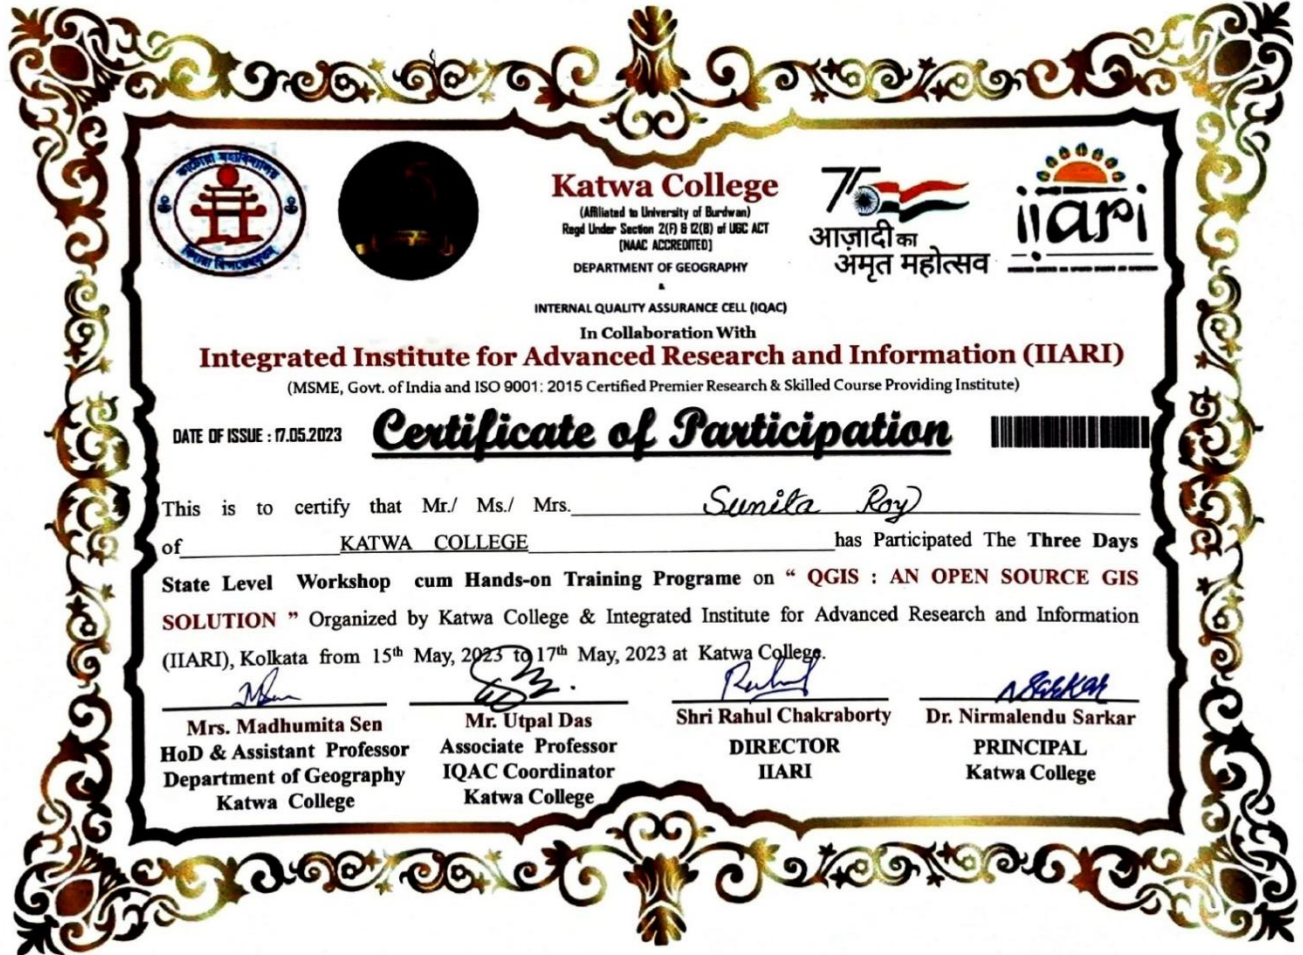 কাটোয়া মহাবিদ্যালয়
Katwa College
(Affiliated to University of Burdwan)
Regd Under Section 2(F) & 12(B) of UGC ACT
[NAAC ACCREDITED]
DEPARTMENT OF GEOGRAPHY
&
INTERNAL QUALITY ASSURANCE CELL (IQAC)
75
आज़ादी का
अमृत महोत्सव
iiari
In Collaboration With
Integrated Institute for Advanced Research and Information (IIARI)
(MSME, Govt. of India and ISO 9001: 2015 Certified Premier Research & Skilled Course Providing Institute)
DATE OF ISSUE : 17.05.2023
Certificate of Participation
This is to certify that Mr./ Ms./ Mrs. Sunita Roy
of KATWA COLLEGE has Participated The Three Days
State Level Workshop cum Hands-on Training Programe on “ QGIS : AN OPEN SOURCE GIS
SOLUTION ” Organized by Katwa College & Integrated Institute for Advanced Research and Information
(IIARI), Kolkata from 15th May, 2023 to 17th May, 2023 at Katwa College.
NSarkar
Mrs. Madhumita Sen
HoD & Assistant Professor
Department of Geography
Katwa College
Mr. Utpal Das
Associate Professor
IQAC Coordinator
Katwa College
Shri Rahul Chakraborty
DIRECTOR
IIARI
Dr. Nirmalendu Sarkar
PRINCIPAL
Katwa College